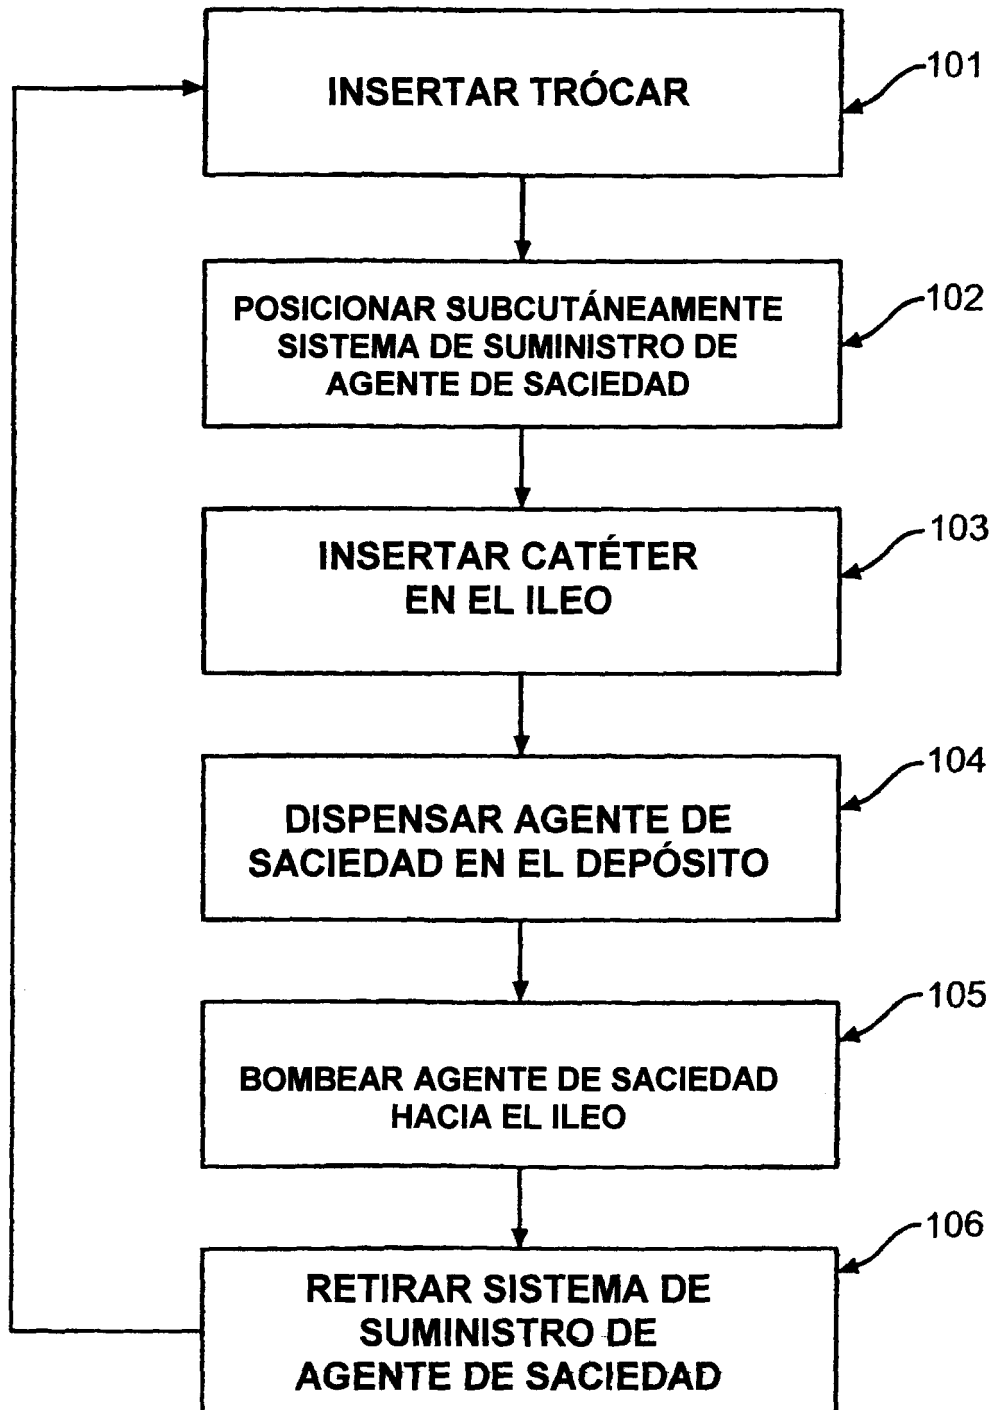 INSERTAR TRÓCAR
101
POSICIONAR SUBCUTÁNEAMENTE
SISTEMA DE SUMINISTRO DE
AGENTE DE SACIEDAD
102
INSERTAR CATÉTER
EN EL ILEO
103
DISPENSAR AGENTE DE
SACIEDAD EN EL DEPÓSITO
104
BOMBEAR AGENTE DE SACIEDAD
HACIA EL ILEO
105
RETIRAR SISTEMA DE
SUMINISTRO DE
AGENTE DE SACIEDAD
106